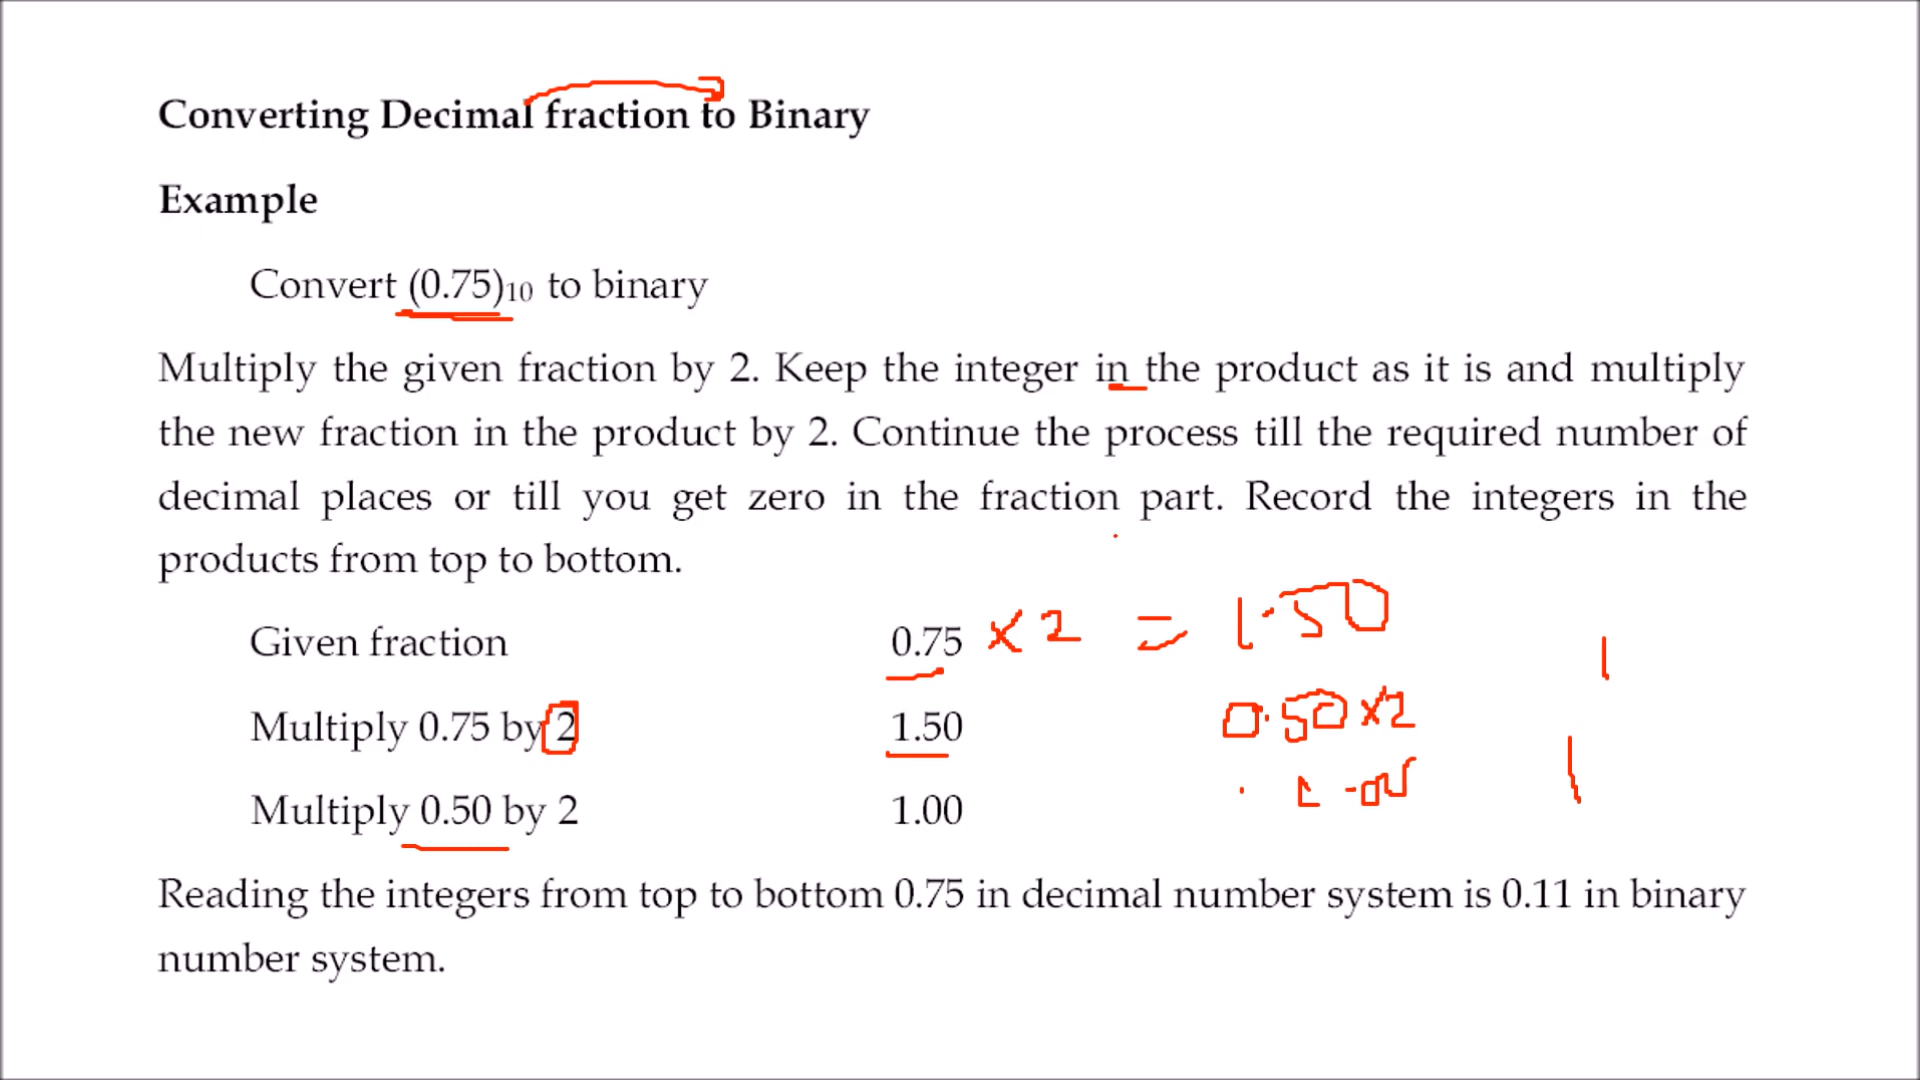 Converting Decimal fraction to Binary
Example
Convert (0.75)₁₀ to binary
Multiply the given fraction by 2. Keep the integer in the product as it is and multiply
the new fraction in the product by 2. Continue the process till the required number of
decimal places or till you get zero in the fraction part. Record the integers in the
products from top to bottom.
Given fraction 0.75 × 2 = 1.50
1
Multiply 0.75 by 2 1.50 0.50 × 2
1
Multiply 0.50 by 2 1.00
Reading the integers from top to bottom 0.75 in decimal number system is 0.11 in binary
number system.